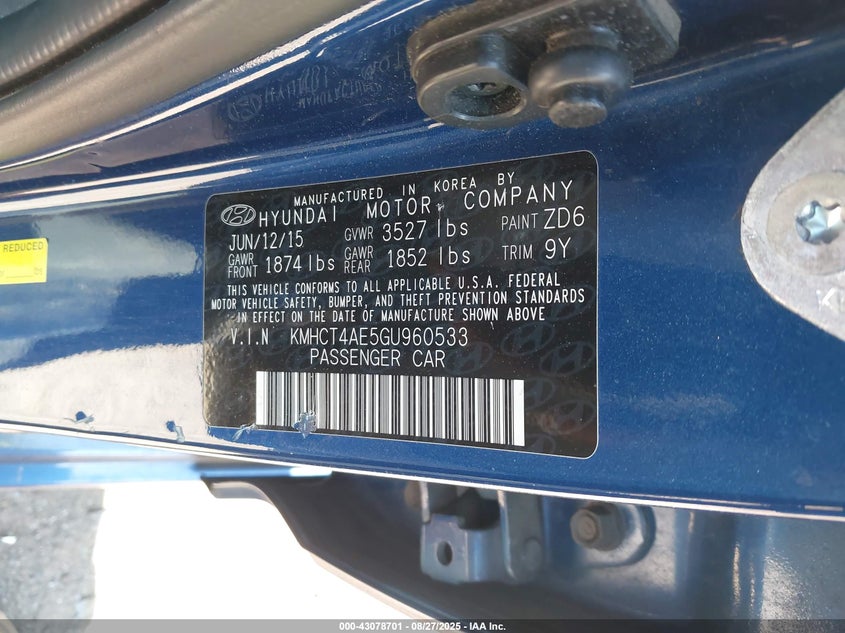 MANUFACTURED IN KOREA BY
HYUNDAI MOTOR COMPANY
JUN/12/15 GVWR 3527 lbs PAINT ZD6
GAWR FRONT 1874 lbs GAWR REAR 1852 lbs TRIM 9Y
THIS VEHICLE CONFORMS TO ALL APPLICABLE U.S.A. FEDERAL
MOTOR VEHICLE SAFETY, BUMPER, AND THEFT PREVENTION STANDARDS
IN EFFECT ON THE DATE OF MANUFACTURE SHOWN ABOVE
V.I.N KMHCT4AE5GU960533
PASSENGER CAR
REDUCED
000-43078701 - 08/27/2025 - IAA Inc.